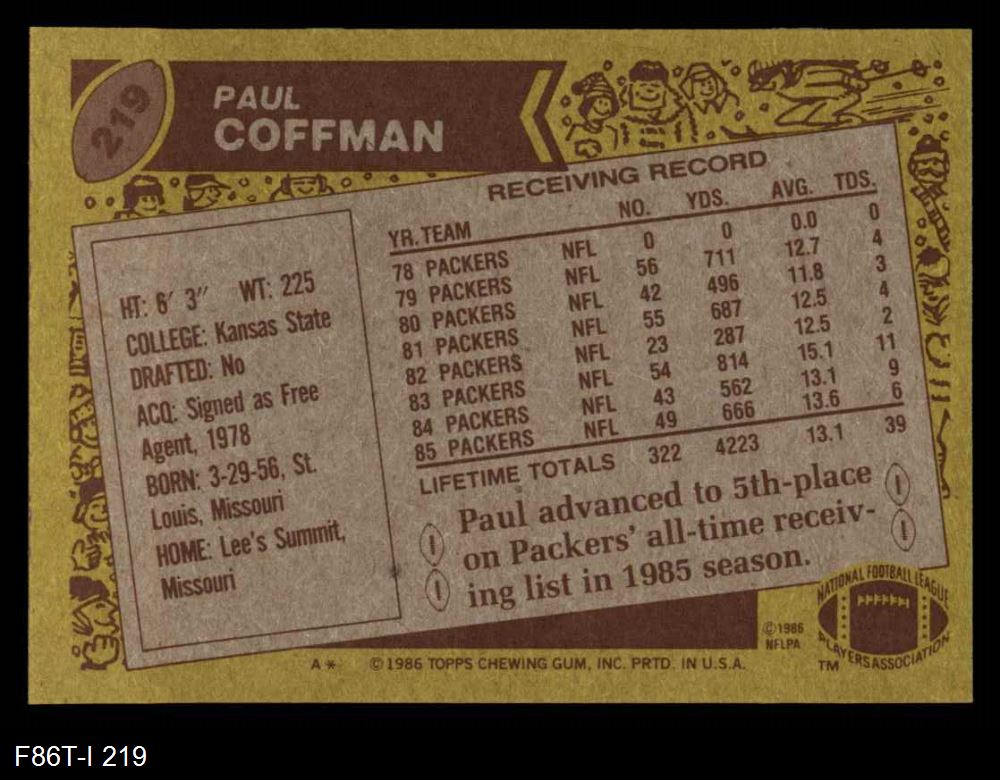 219
PAUL
COFFMAN
RECEIVING RECORD
YR. TEAM NO. YDS. AVG. TDS.
78 PACKERS NFL 0 0 0.0 0
79 PACKERS NFL 56 711 12.7 4
80 PACKERS NFL 42 496 11.8 3
81 PACKERS NFL 55 687 12.5 4
82 PACKERS NFL 23 287 12.5 2
83 PACKERS NFL 54 814 15.1 11
84 PACKERS NFL 43 562 13.1 9
85 PACKERS NFL 49 666 13.6 6
LIFETIME TOTALS 322 4223 13.1 39
HT: 6' 3" WT: 225
COLLEGE: Kansas State
DRAFTED: No
ACQ: Signed as Free
Agent, 1978
BORN: 3-29-56, St.
Louis, Missouri
HOME: Lee's Summit,
Missouri
Paul advanced to 5th-place
on Packers' all-time receiv-
ing list in 1985 season.
NATIONAL FOOTBALL LEAGUE
PLAYERS ASSOCIATION
TM
©1986
NFLPA
A* ©1986 TOPPS CHEWING GUM, INC. PRTD. IN U.S.A.
F86T-I 219